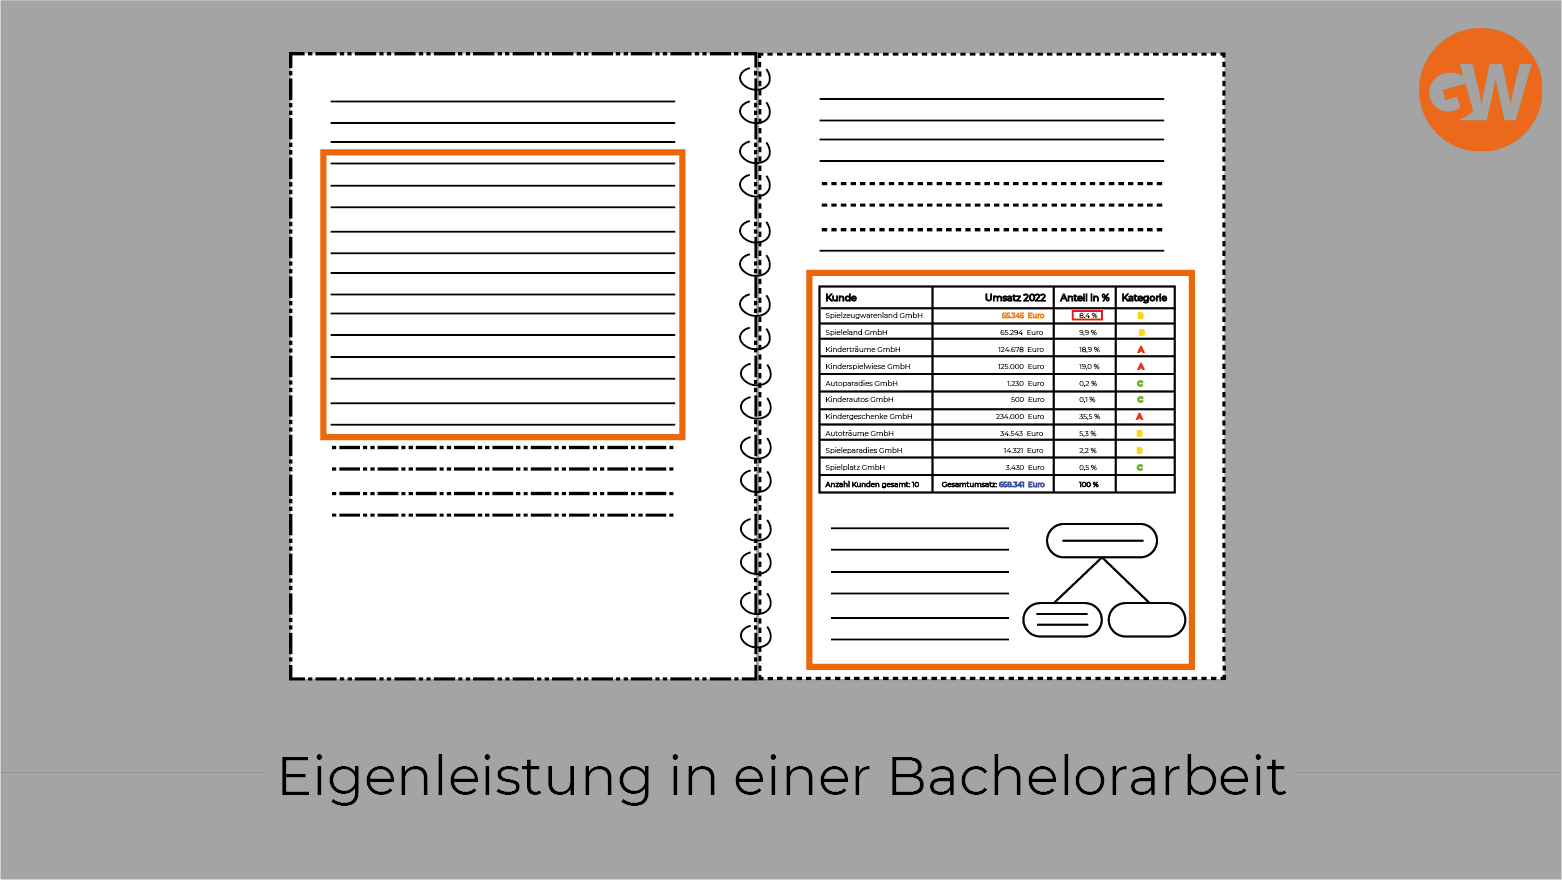 GW
Kunde Umsatz 2022 Anteil in % Kategorie
Spielzeugwarenland GmbH 55.345 Euro 8,4 % B
Spieleland GmbH 65.294 Euro 9,9 % B
Kinderträume GmbH 124.678 Euro 18,9 % A
Kinderspielwiese GmbH 125.000 Euro 19,0 % A
Autoparadies GmbH 1.230 Euro 0,2 % C
Kinderautos GmbH 500 Euro 0,1 % C
Kindergeschenke GmbH 234.000 Euro 35,5 % A
Autoträume GmbH 34.543 Euro 5,3 % B
Spieleparadies GmbH 14.321 Euro 2,2 % B
Spielplatz GmbH 3.430 Euro 0,5 % C
Anzahl Kunden gesamt: 10 Gesamtumsatz: 658.341 Euro 100 %
Eigenleistung in einer Bachelorarbeit